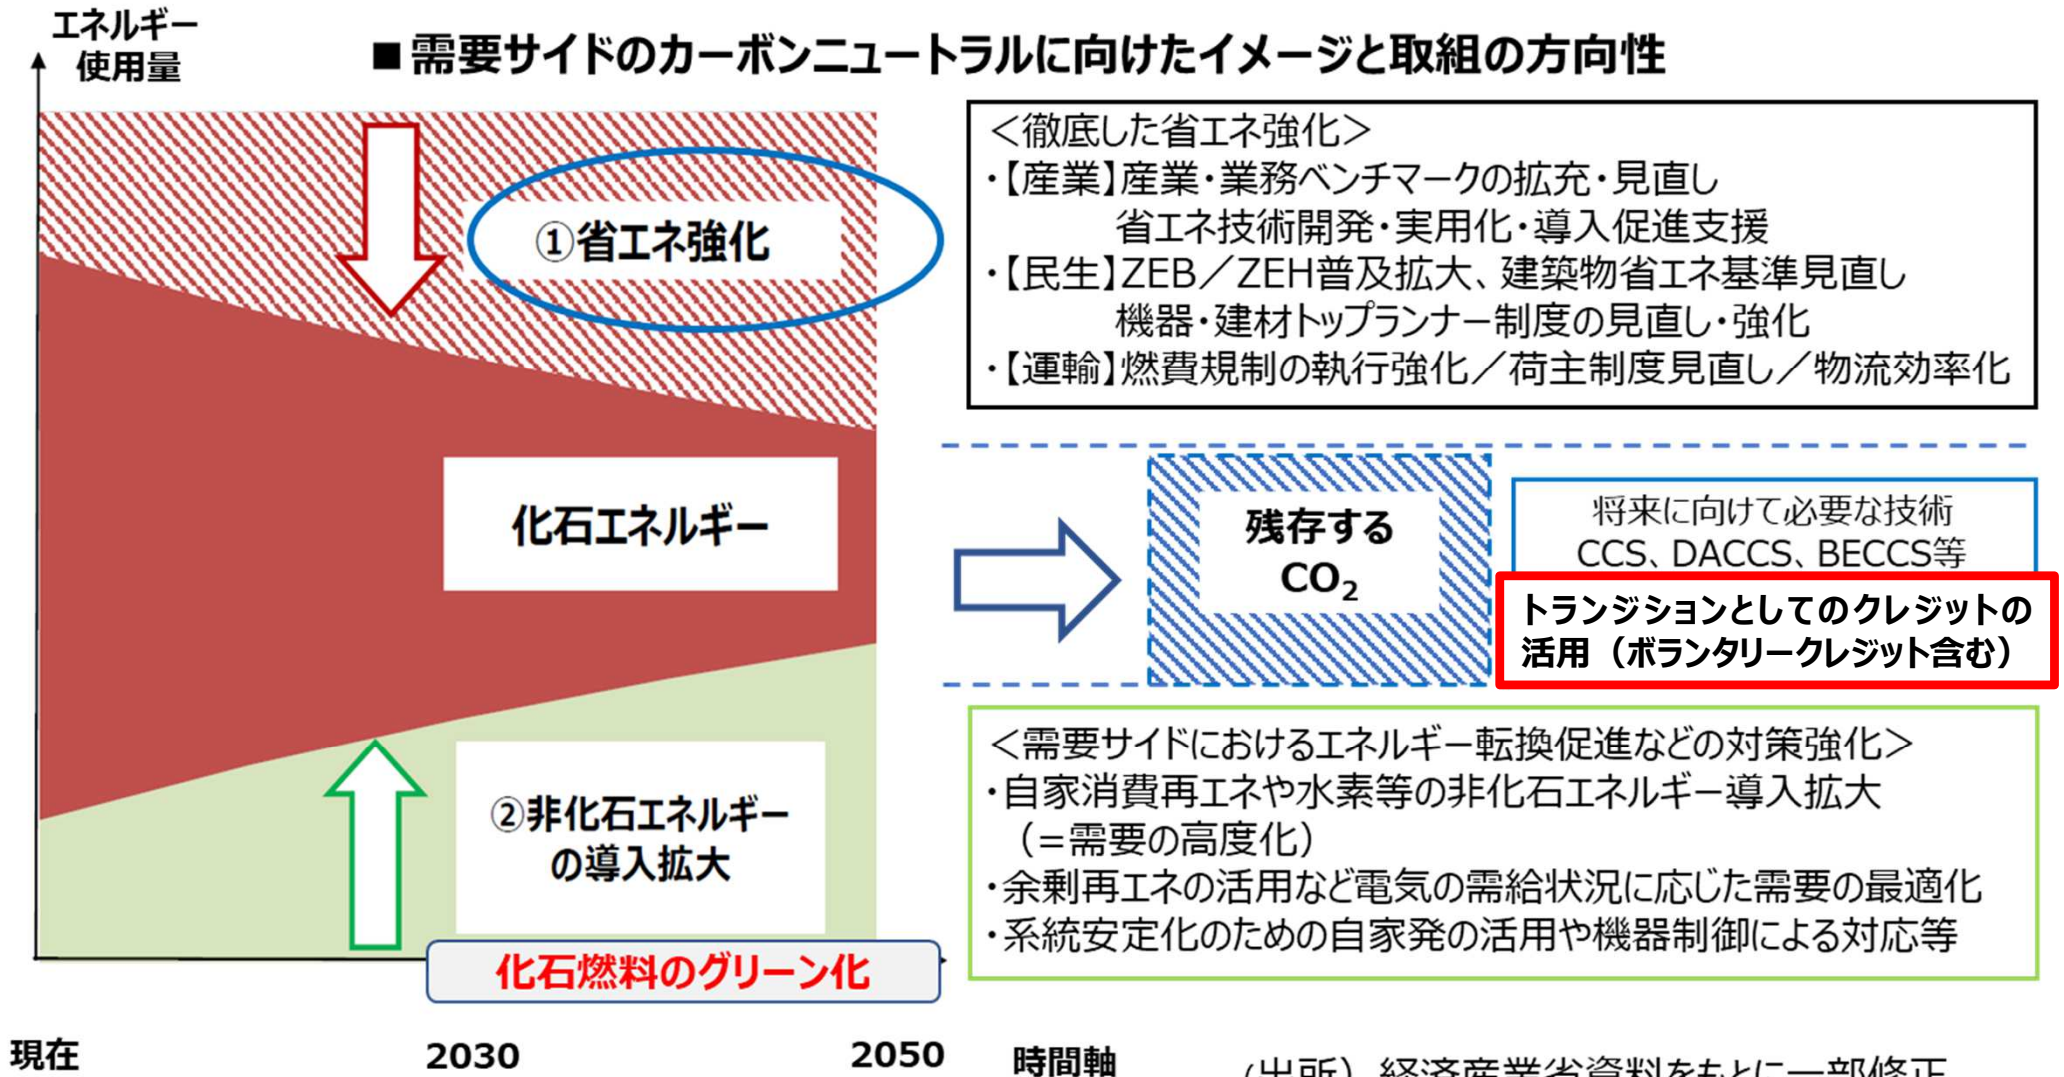 エネルギー
使用量
■需要サイドのカーボンニュートラルに向けたイメージと取組の方向性
①省エネ強化
化石エネルギー
②非化石エネルギー
の導入拡大
化石燃料のグリーン化
現在
2030
2050
時間軸
＜徹底した省エネ強化＞
・【産業】産業・業務ベンチマークの拡充・見直し
省エネ技術開発・実用化・導入促進支援
・【民生】ZEB／ZEH普及拡大、建築物省エネ基準見直し
機器・建材トップランナー制度の見直し・強化
・【運輸】燃費規制の執行強化／荷主制度見直し／物流効率化
残存する
CO₂
将来に向けて必要な技術
CCS、DACCS、BECCS等
トランジションとしてのクレジットの
活用（ボランタリークレジット含む）
＜需要サイドにおけるエネルギー転換促進などの対策強化＞
・自家消費再エネや水素等の非化石エネルギー導入拡大
（=需要の高度化）
・余剰再エネの活用など電気の需給状況に応じた需要の最適化
・系統安定化のための自家発の活用や機器制御による対応等
（出所）経済産業省資料をもとに一部修正